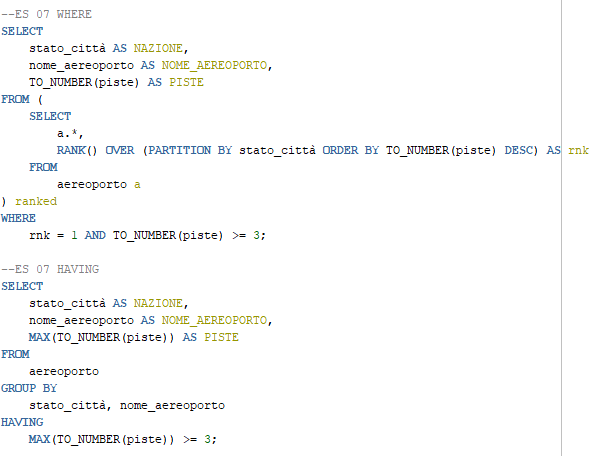 --ES 07 WHERE
SELECT
stato_città AS NAZIONE,
nome_aereoporto AS NOME_AEREOPORTO,
TO_NUMBER(piste) AS PISTE
FROM (
SELECT
a.*,
RANK() OVER (PARTITION BY stato_città ORDER BY TO_NUMBER(piste) DESC) AS rnk
FROM
aereoporto a
) ranked
WHERE
rnk = 1 AND TO_NUMBER(piste) >= 3;
--ES 07 HAVING
SELECT
stato_città AS NAZIONE,
nome_aereoporto AS NOME_AEREOPORTO,
MAX(TO_NUMBER(piste)) AS PISTE
FROM
aereoporto
GROUP BY
stato_città, nome_aereoporto
HAVING
MAX(TO_NUMBER(piste)) >= 3;